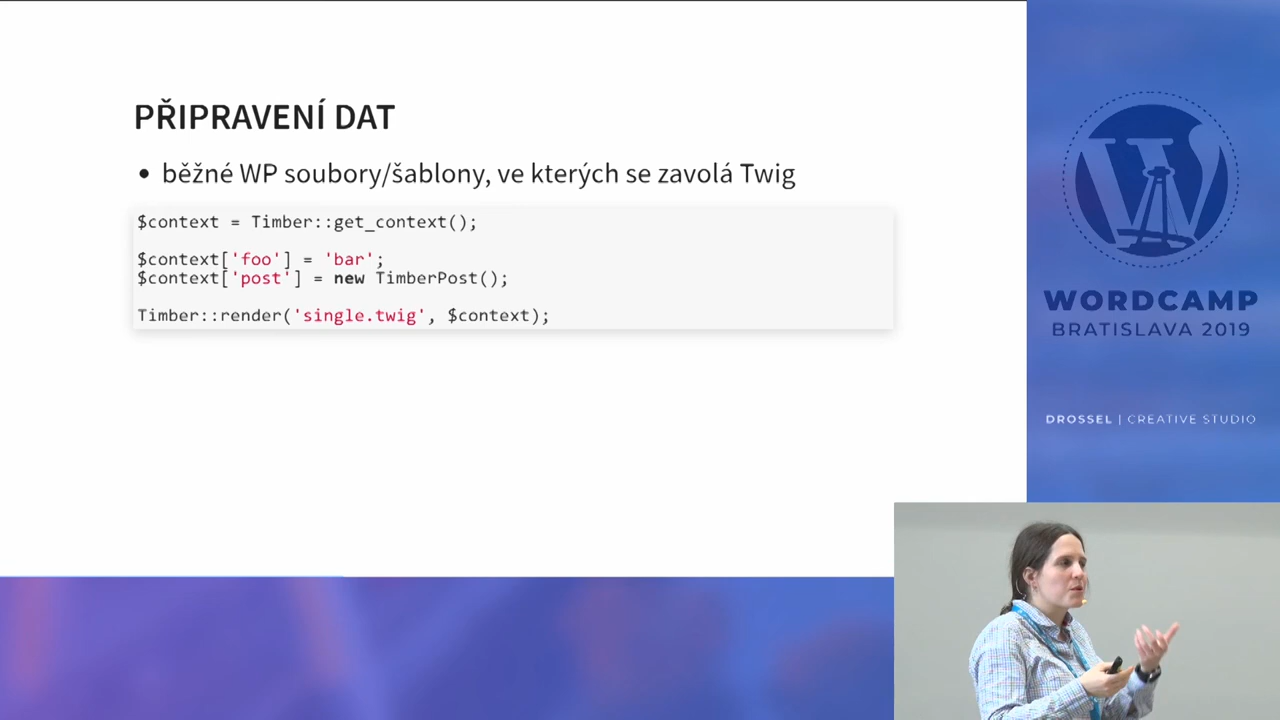 PŘIPRAVENÍ DAT
• běžné WP soubory/šablony, ve kterých se zavolá Twig
$context = Timber::get_context();
$context['foo'] = 'bar';
$context['post'] = new TimberPost();
Timber::render('single.twig', $context);
WORDCAMP
BRATISLAVA 2019
DROSSEL | CREATIVE STUDIO